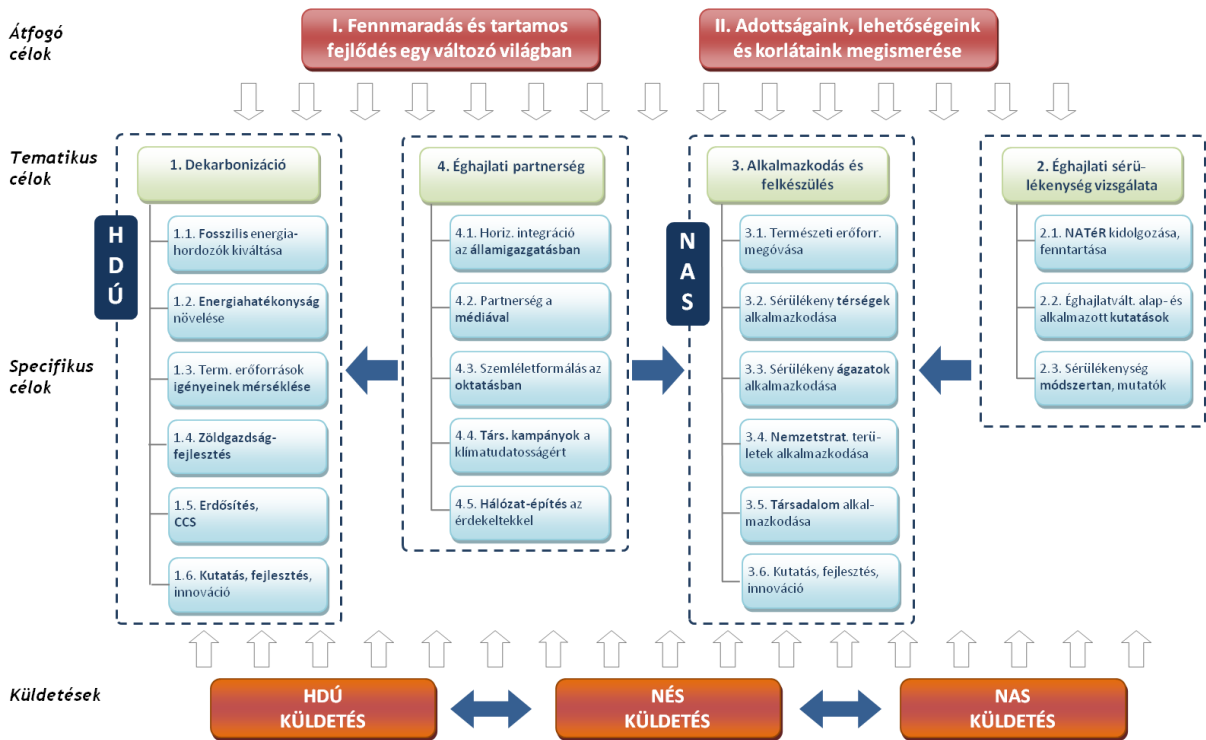 Átfogó
célok
I. Fennmaradás és tartamos
fejlődés egy változó világban
II. Adottságaink, lehetőségeink
és korlátaink megismerése
Tematikus
célok
1. Dekarbonizáció
4. Éghajlati partnerség
3. Alkalmazkodás és
felkészülés
2. Éghajlati sérü-
lékenység vizsgálata
Specifikus
célok
H
D
Ú
1.1. Fosszilis energia-
hordozók kiváltása
1.2. Energiahatékonyság
növelése
1.3. Term. erőforrások
igényeinek mérséklése
1.4. Zöldgazdság-
fejlesztés
1.5. Erdősítés,
CCS
1.6. Kutatás, fejlesztés,
innováció
4.1. Horiz. integráció
az államigazgatásban
4.2. Partnerség a
médiával
4.3. Szemléletformálás az
oktatásban
4.4. Társ. kampányok a
klímatudatosságért
4.5. Hálózat-építés az
érdekeltekkel
N
A
S
3.1. Természeti erőforr.
megóvása
3.2. Sérülékeny térségek
alkalmazkodása
3.3. Sérülékeny ágazatok
alkalmazkodása
3.4. Nemzetstrat. terü-
letek alkalmazkodása
3.5. Társadalom alkal-
mazkodása
3.6. Kutatás, fejlesztés,
innováció
2.1. NATéR kidolgozása,
fenntartása
2.2. Éghajlatvált. alap- és
alkalmazott kutatások
2.3. Sérülékenység
módszertan, mutatók
Küldetések
HDÚ
KÜLDETÉS
NÉS
KÜLDETÉS
NAS
KÜLDETÉS